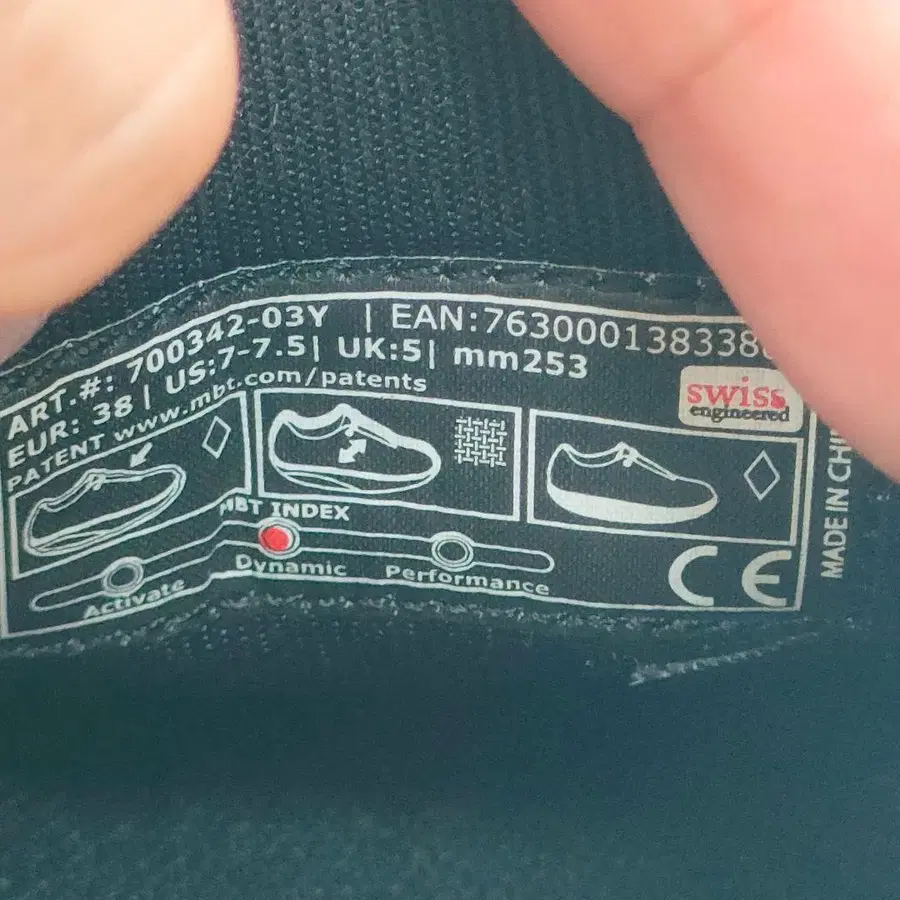 ART.#: 700342-03Y | EAN:763000138338
EUR: 38 | US:7-7.5| UK:5| mm253
PATENT www.mbt.com/patents
swiss
engineered
MBT INDEX
Activate
Dynamic
Performance
CE
MADE IN